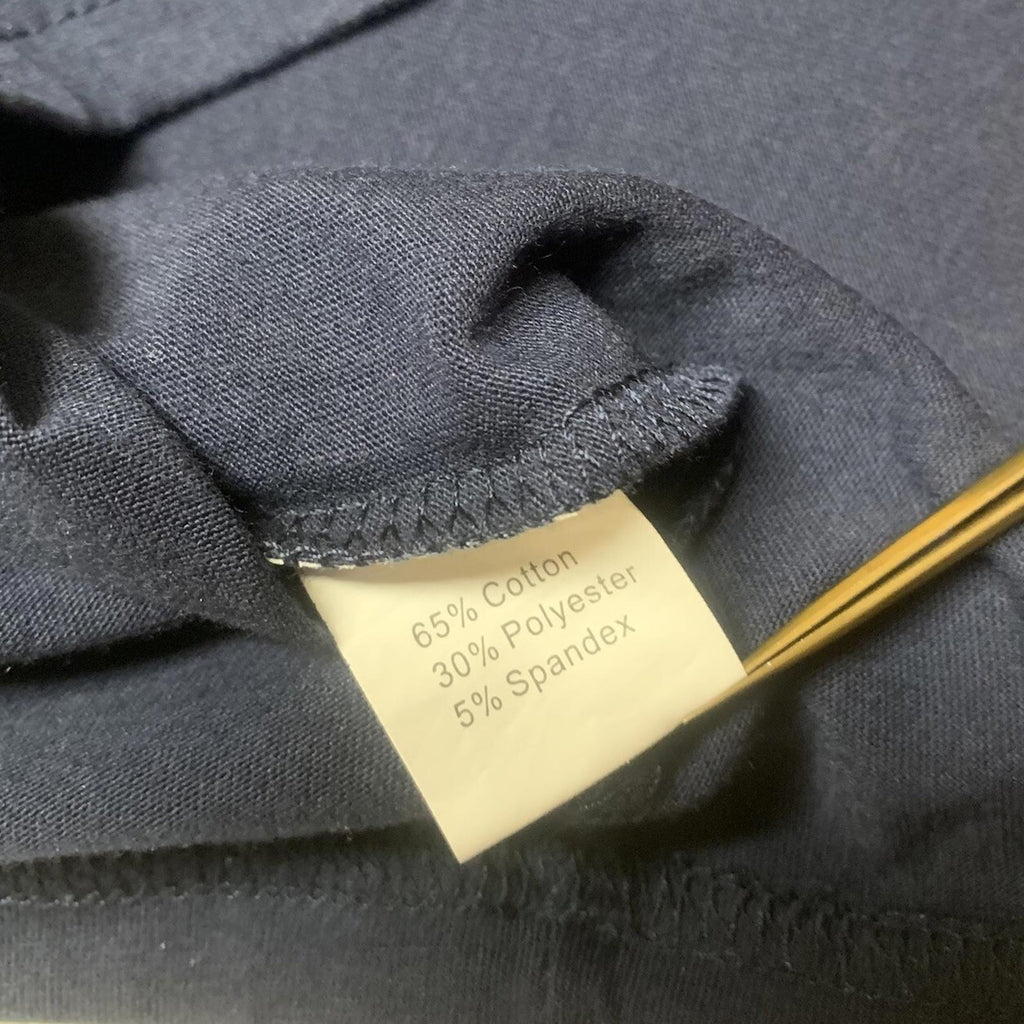 65% Cotton
30% Polyester
5% Spandex